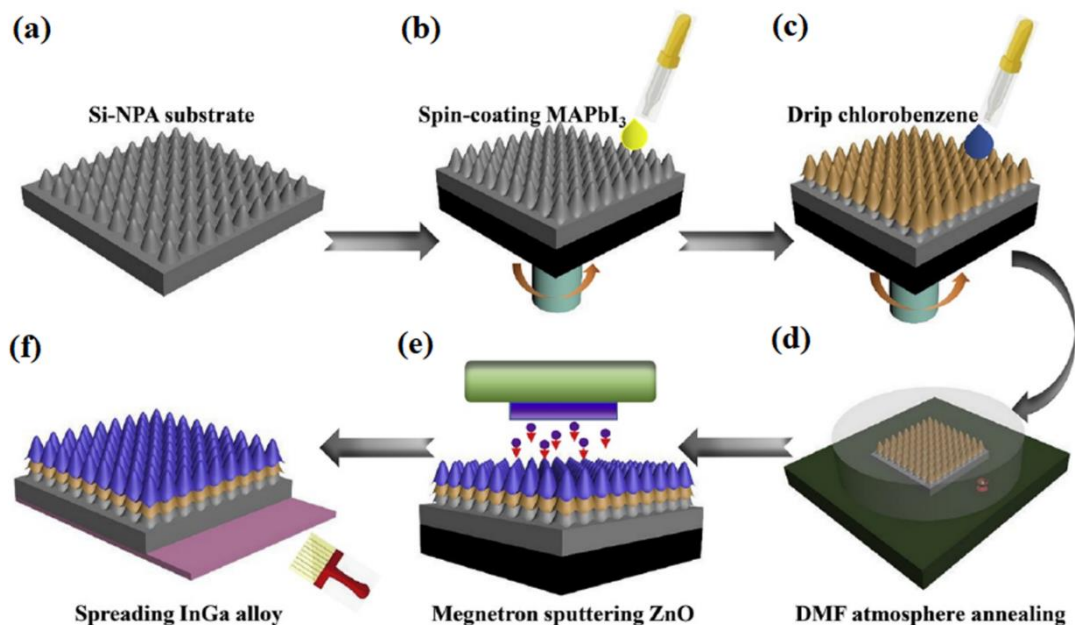 (a)
(b)
(c)
Si-NPA substrate
Spin-coating MAPbI₃
Drip chlorobenzene
(f)
(e)
(d)
Spreading InGa alloy
Megnetron sputtering ZnO
DMF atmosphere annealing